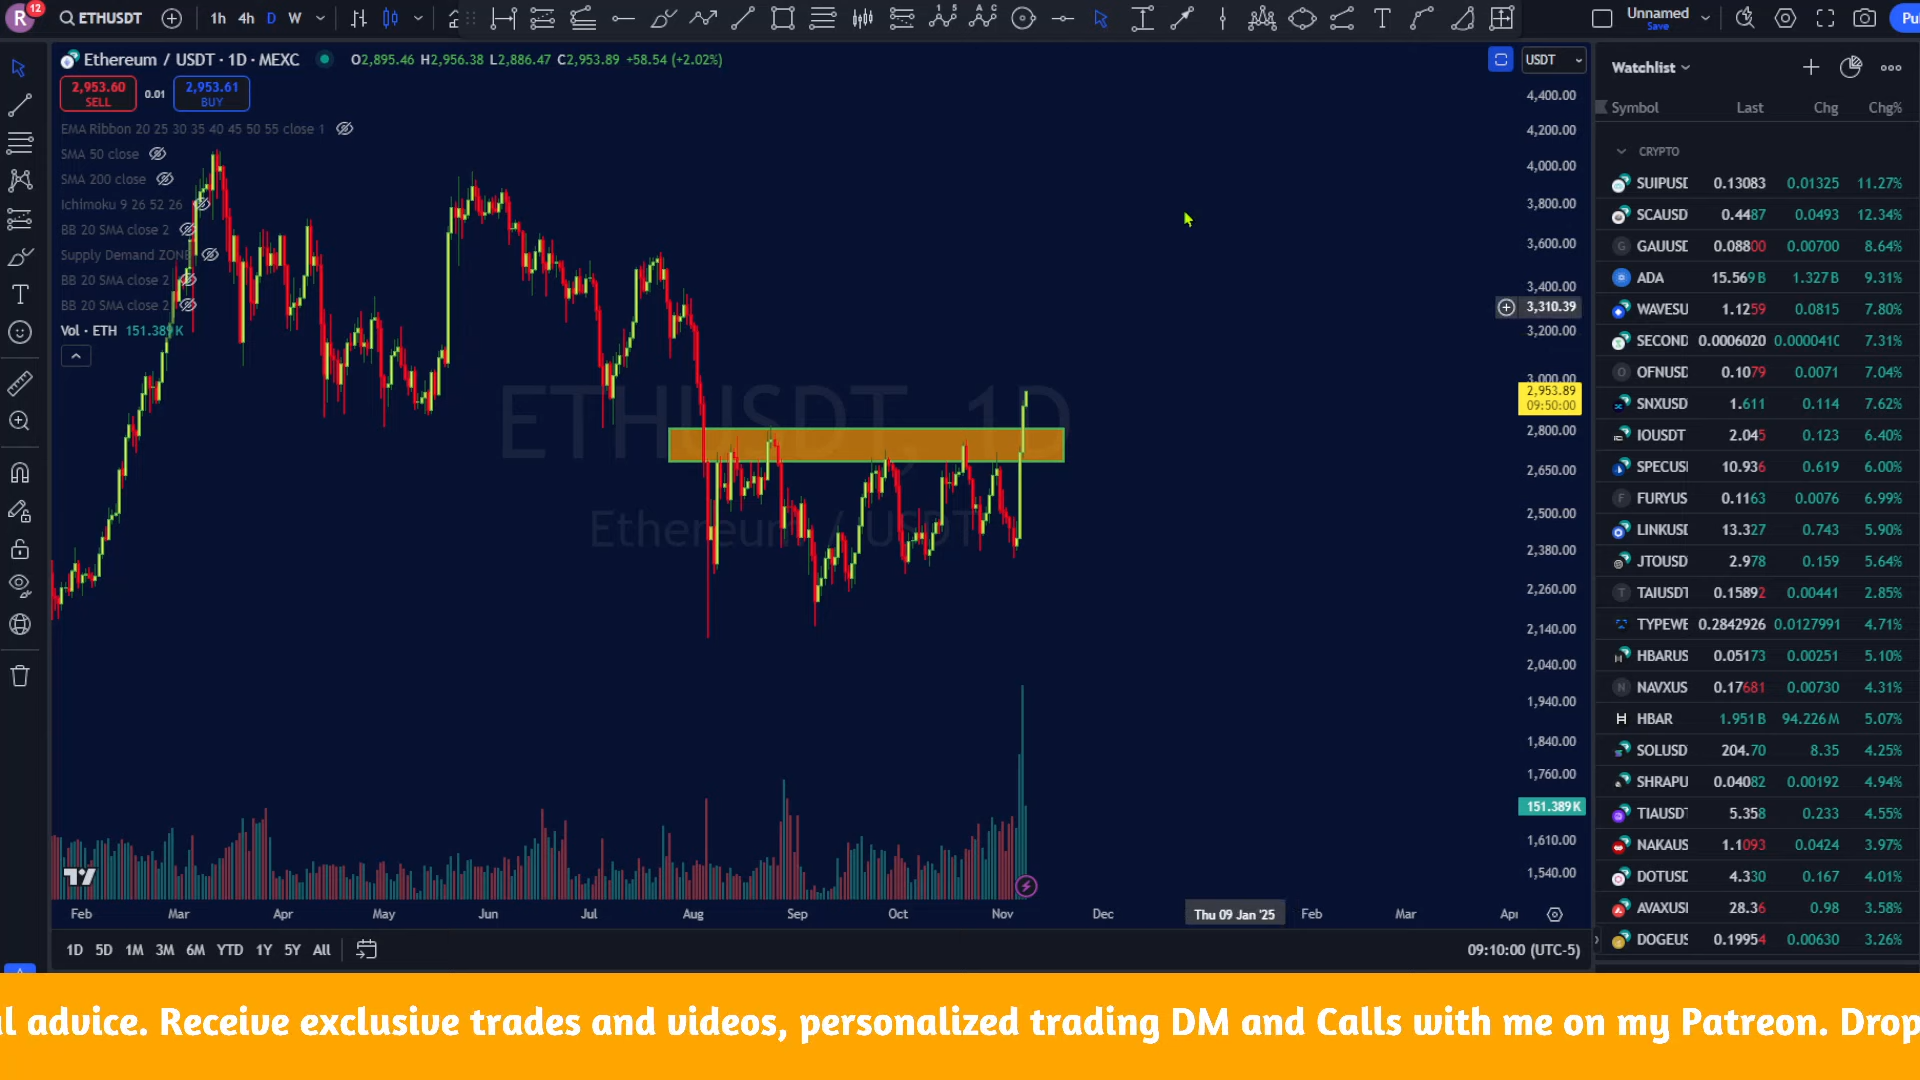 R 12 ETHUSDT 1h 4h D W Unnamed Save Pu
Ethereum / USDT · 1D · MEXC O2,895.46 H2,956.38 L2,886.47 C2,953.89 +58.54 (+2.02%)
2,953.60 SELL 0.01 2,953.61 BUY
EMA Ribbon 20 25 30 35 40 45 50 55 close 1
SMA 50 close
SMA 200 close
Ichimoku 9 26 52 26
BB 20 SMA close 2
Supply Demand ZONE
BB 20 SMA close 2
BB 20 SMA close 2
Vol · ETH 151.389K
ETHUSDT, 1D
Ethereum / USDT
USDT
4,400.00
4,200.00
4,000.00
3,800.00
3,600.00
3,400.00
3,310.39
3,200.00
3,000.00
2,953.89
09:50:00
2,800.00
2,650.00
2,500.00
2,380.00
2,260.00
2,140.00
2,040.00
1,940.00
1,840.00
1,760.00
151.389K
1,610.00
1,540.00
Feb Mar Apr May Jun Jul Aug Sep Oct Nov Dec Thu 09 Jan '25 Feb Mar Apr
1D 5D 1M 3M 6M YTD 1Y 5Y All 09:10:00 (UTC-5)
Watchlist
Symbol Last Chg Chg%
CRYPTO
SUIPUSD 0.13083 0.01325 11.27%
SCAUSD 0.4487 0.0493 12.34%
GAUSD 0.08800 0.00700 8.64%
ADA 15.569B 1.327B 9.31%
WAVESU 1.1259 0.0815 7.80%
SECOND 0.0006020 0.0000410 7.31%
OFNUSD 0.1079 0.0071 7.04%
SNXUSD 1.611 0.114 7.62%
IOUSDT 2.045 0.123 6.40%
SPECUSI 10.936 0.619 6.00%
FURYUS 0.1163 0.0076 6.99%
LINKUSD 13.327 0.743 5.90%
JTOUSD 2.978 0.159 5.64%
TAIUSDT 0.15892 0.00441 2.85%
TYPEWE 0.2842926 0.0127991 4.71%
HBARUS 0.05173 0.00251 5.10%
NAVXUS 0.17681 0.00730 4.31%
HBAR 1.951B 94.226M 5.07%
SOLUSD 204.70 8.35 4.25%
SHRAPU 0.04082 0.00192 4.94%
TIAUSDT 5.358 0.233 4.55%
NAKAUS 1.1093 0.0424 3.97%
DOTUSD 4.330 0.167 4.01%
AVAXUSI 28.36 0.98 3.58%
DOGEUS 0.19954 0.00630 3.26%
l advice. Receive exclusive trades and videos, personalized trading DM and Calls with me on my Patreon. Drop